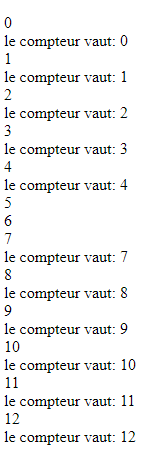 0
le compteur vaut: 0
1
le compteur vaut: 1
2
le compteur vaut: 2
3
le compteur vaut: 3
4
le compteur vaut: 4
5
6
7
le compteur vaut: 7
8
le compteur vaut: 8
9
le compteur vaut: 9
10
le compteur vaut: 10
11
le compteur vaut: 11
12
le compteur vaut: 12